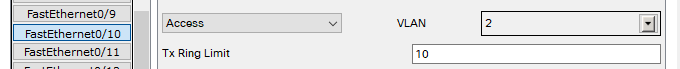 FastEthernet0/9
FastEthernet0/10
FastEthernet0/11
Access VLAN 2
Tx Ring Limit 10